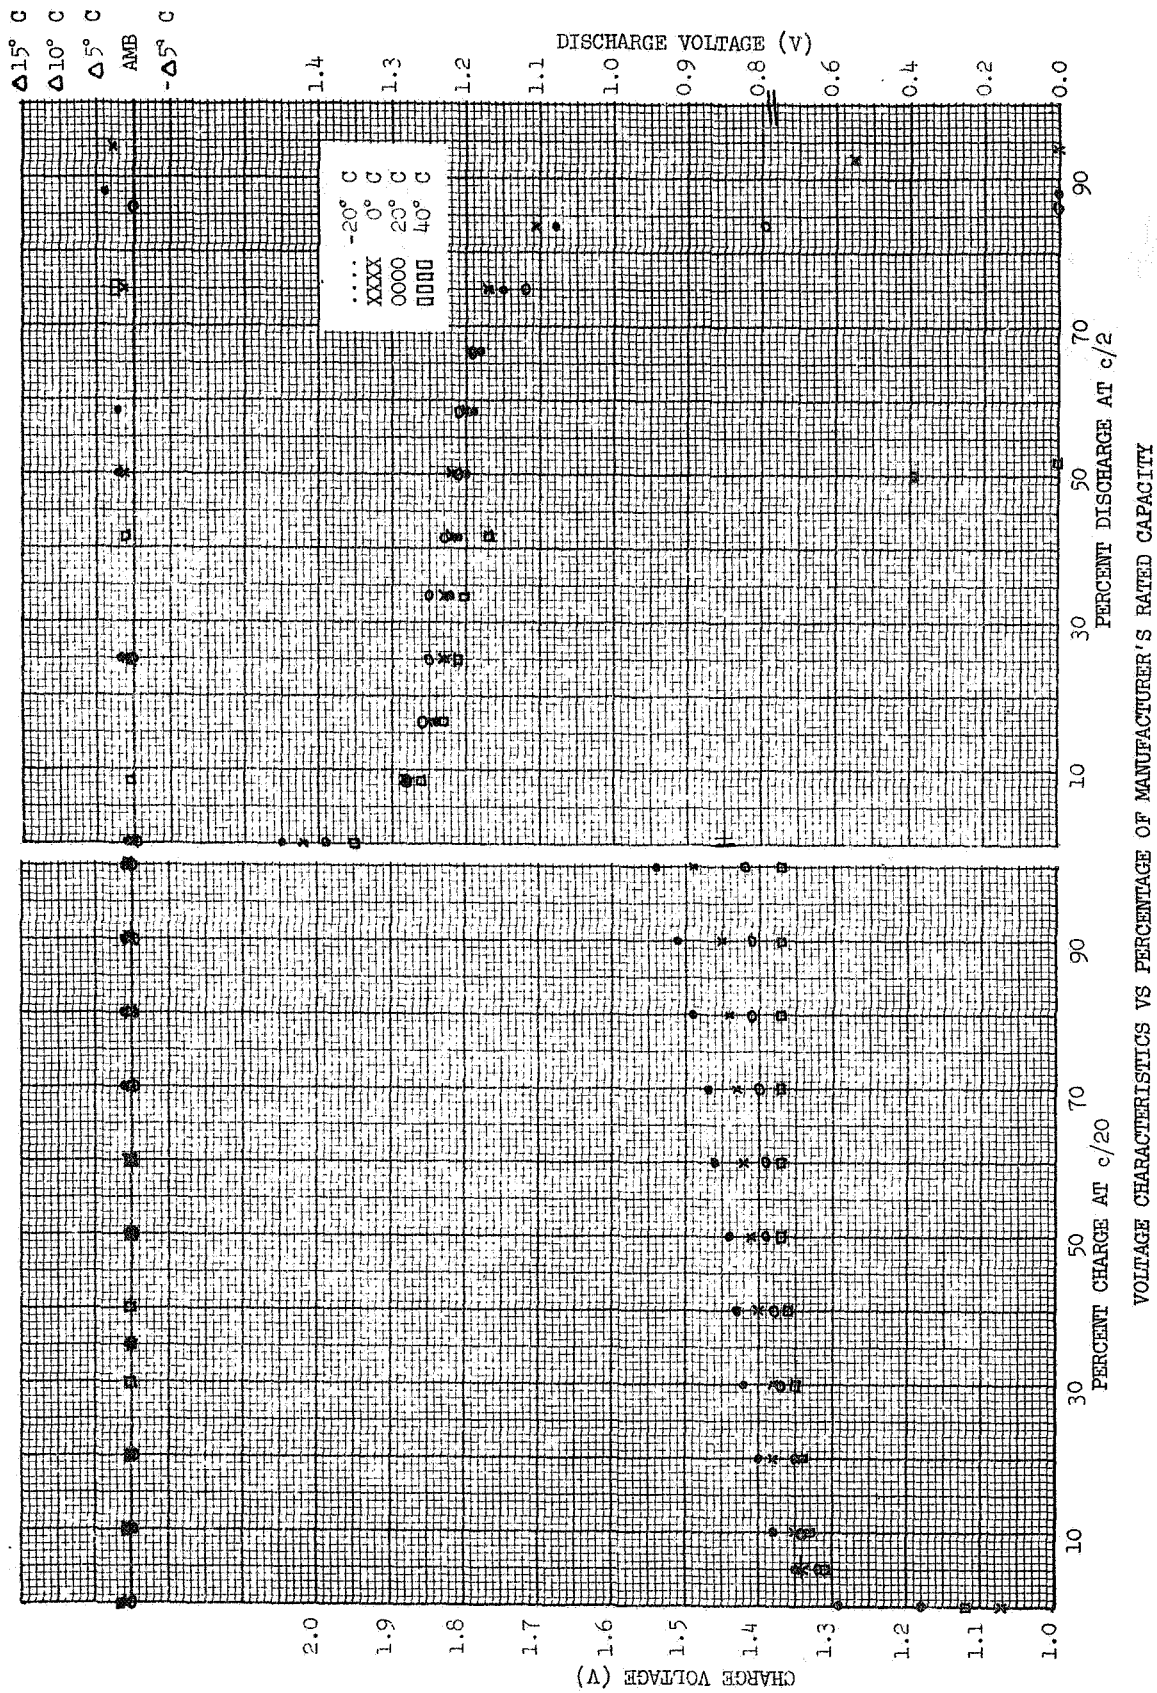 Δ15° C
Δ10° C
Δ5° C
AMB
-Δ5° C
DISCHARGE VOLTAGE (V)
1.4
1.3
1.2
1.1
1.0
0.9
0.8
0.6
0.4
0.2
0.0
.... -20° C
XXXX 0° C
OOOO 20° C
▯▯▯▯ 40° C
10
30
50
70
90
PERCENT DISCHARGE AT c/2
2.0
1.9
1.8
1.7
1.6
1.5
1.4
1.3
1.2
1.1
1.0
CHARGE VOLTAGE (V)
10
30
50
70
90
PERCENT CHARGE AT c/20
VOLTAGE CHARACTERISTICS VS PERCENTAGE OF MANUFACTURER'S RATED CAPACITY